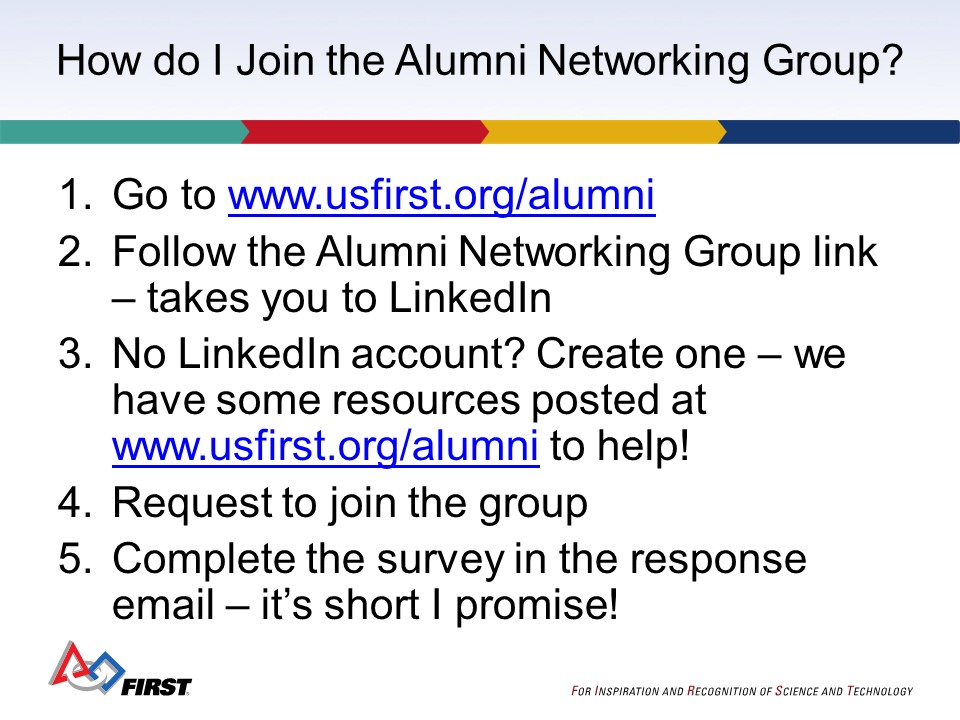 How do I Join the Alumni Networking Group?
1. Go to www.usfirst.org/alumni
2. Follow the Alumni Networking Group link
– takes you to LinkedIn
3. No LinkedIn account? Create one – we
have some resources posted at
www.usfirst.org/alumni to help!
4. Request to join the group
5. Complete the survey in the response
email – it’s short I promise!
FIRST®
FOR INSPIRATION AND RECOGNITION OF SCIENCE AND TECHNOLOGY